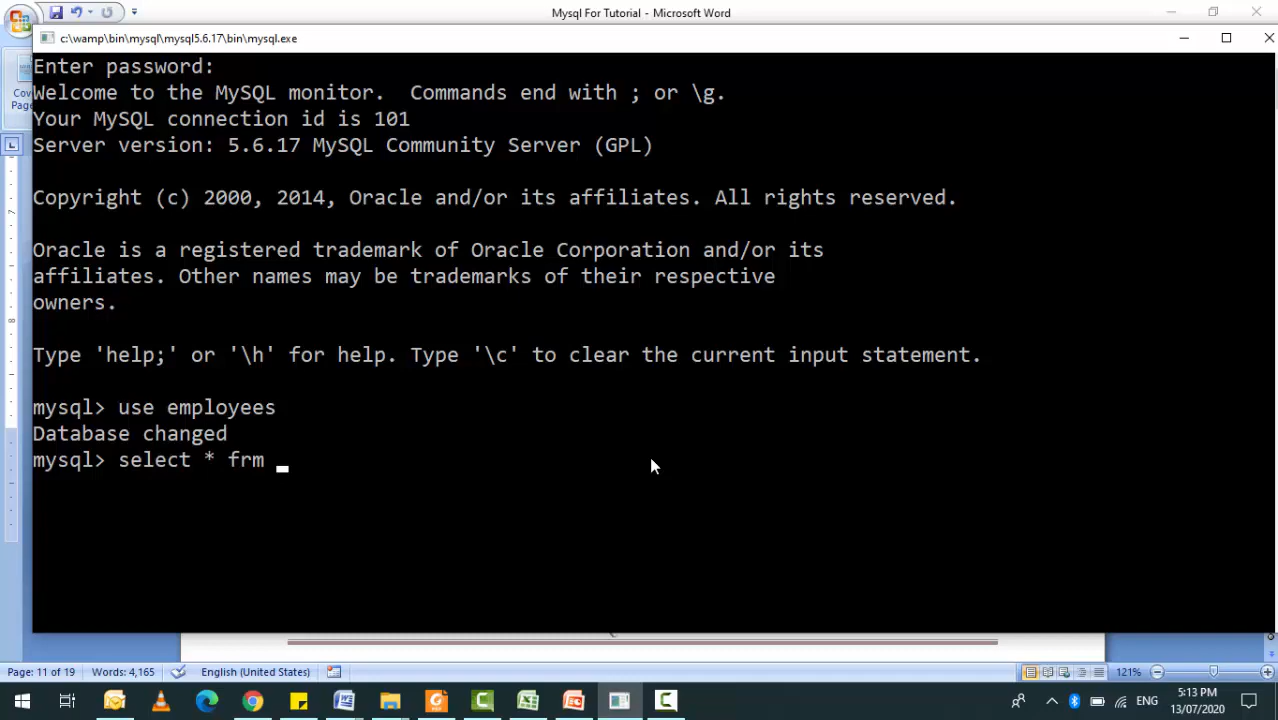 Mysql For Tutorial - Microsoft Word
c:\wamp\bin\mysql\mysql5.6.17\bin\mysql.exe
Enter password:
Welcome to the MySQL monitor.  Commands end with ; or \g.
Your MySQL connection id is 101
Server version: 5.6.17 MySQL Community Server (GPL)
Copyright (c) 2000, 2014, Oracle and/or its affiliates. All rights reserved.
Oracle is a registered trademark of Oracle Corporation and/or its
affiliates. Other names may be trademarks of their respective
owners.
Type 'help;' or '\h' for help. Type '\c' to clear the current input statement.
mysql> use employees
Database changed
mysql> select * frm
Page: 11 of 19 Words: 4,165 English (United States) 121%
ENG 5:13 PM
13/07/2020